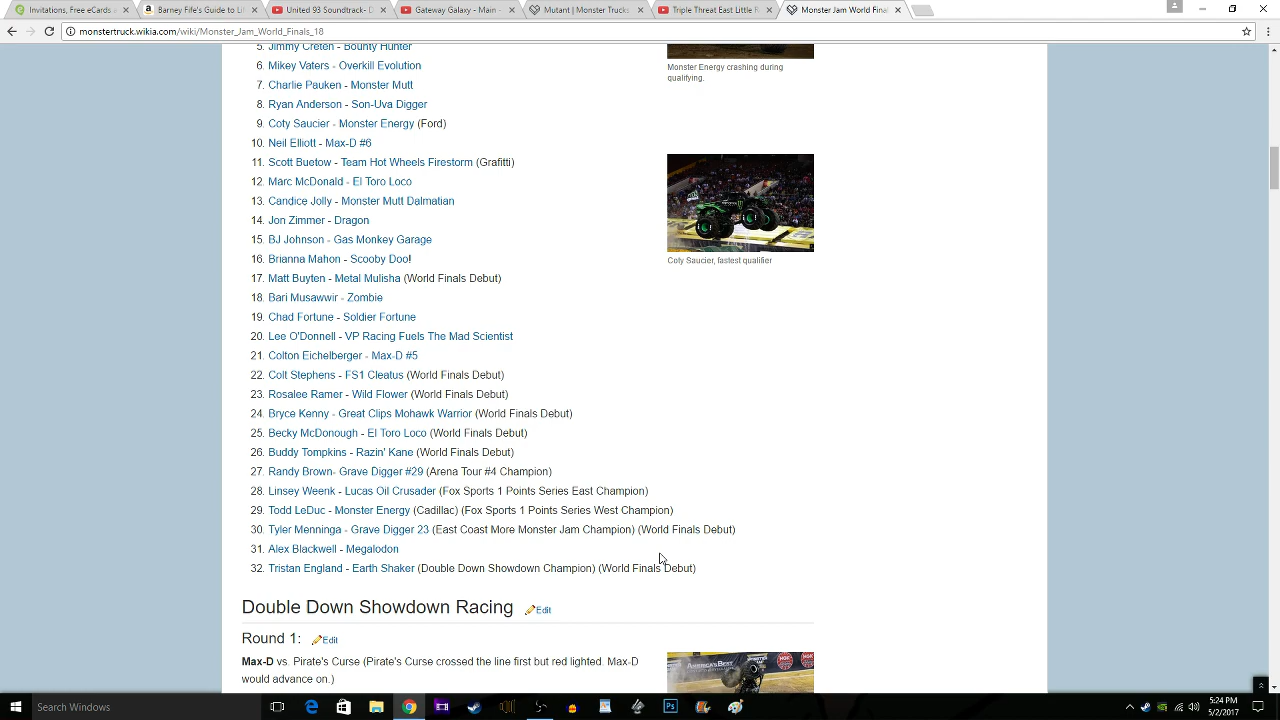 Invitations, Free eCards a
Barney Fife's Guide to Lif
United 93 Soundtrack- D
Gateway Galaxy - Main -
Mutant | Monster Trucks
Triple Threat East Little R
Monster Jam World Final
monstertruck.wikia.com/wiki/Monster_Jam_World_Finals_18
5. Jimmy Creten - Bounty Hunter
6. Mikey Vaters - Overkill Evolution
7. Charlie Pauken - Monster Mutt
8. Ryan Anderson - Son-Uva Digger
9. Coty Saucier - Monster Energy (Ford)
10. Neil Elliott - Max-D #6
11. Scott Buetow - Team Hot Wheels Firestorm (Grafitti)
12. Marc McDonald - El Toro Loco
13. Candice Jolly - Monster Mutt Dalmatian
14. Jon Zimmer - Dragon
15. BJ Johnson - Gas Monkey Garage
16. Brianna Mahon - Scooby Doo!
17. Matt Buyten - Metal Mulisha (World Finals Debut)
18. Bari Musawwir - Zombie
19. Chad Fortune - Soldier Fortune
20. Lee O'Donnell - VP Racing Fuels The Mad Scientist
21. Colton Eichelberger - Max-D #5
22. Colt Stephens - FS1 Cleatus (World Finals Debut)
23. Rosalee Ramer - Wild Flower (World Finals Debut)
24. Bryce Kenny - Great Clips Mohawk Warrior (World Finals Debut)
25. Becky McDonough - El Toro Loco (World Finals Debut)
26. Buddy Tompkins - Razin' Kane (World Finals Debut)
27. Randy Brown- Grave Digger #29 (Arena Tour #4 Champion)
28. Linsey Weenk - Lucas Oil Crusader (Fox Sports 1 Points Series East Champion)
29. Todd LeDuc - Monster Energy (Cadillac) (Fox Sports 1 Points Series West Champion)
30. Tyler Menninga - Grave Digger 23 (East Coast More Monster Jam Champion) (World Finals Debut)
31. Alex Blackwell - Megalodon
32. Tristan England - Earth Shaker (Double Down Showdown Champion) (World Finals Debut)
Monster Energy crashing during
qualifying.
Coty Saucier, fastest qualifier
Double Down Showdown Racing Edit
Round 1: Edit
Max-D vs. Pirate's Curse (Pirate's Curse crossed the line first but red lighted. Max-D
would advance on.)
AMERICA'S BEST
Search Windows
5:24 PM
5/2/2017